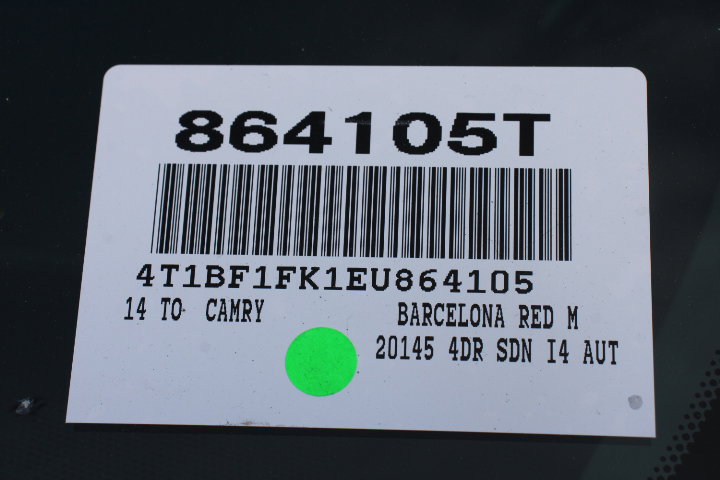 864105T
4T1BF1FK1EU864105
14 TO CAMRY BARCELONA RED M
20145 4DR SDN I4 AUT